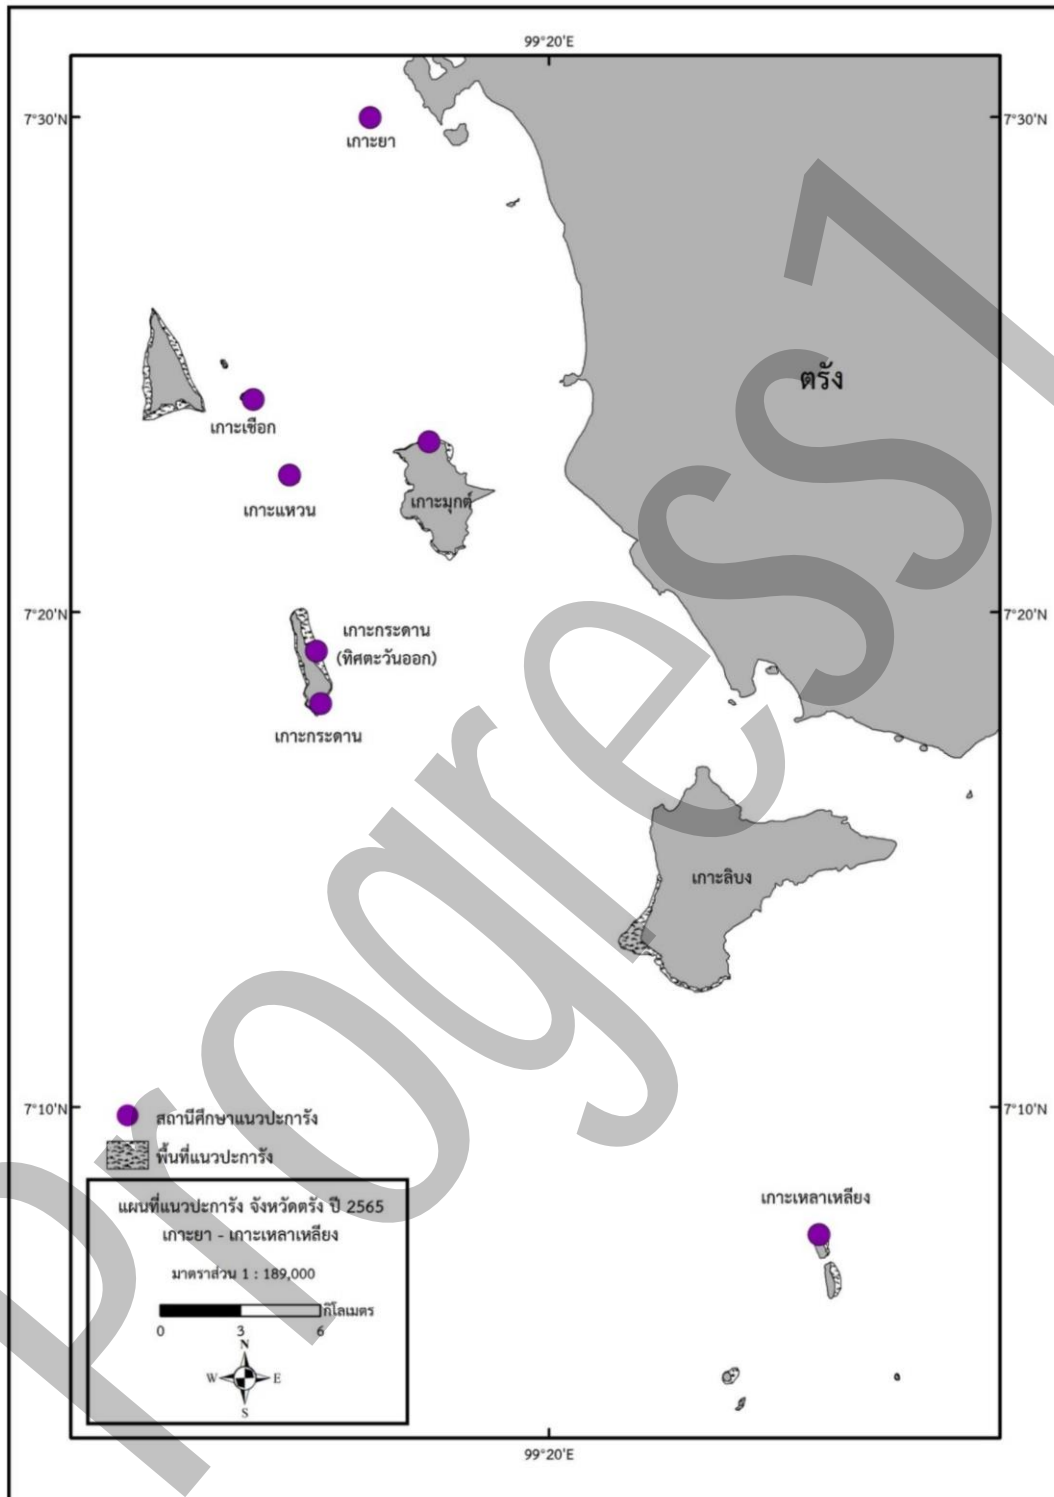 99°20'E
7°30'N
7°30'N
เกาะยา
ตรัง
เกาะเชือก
เกาะแหวน
เกาะมุกต์
7°20'N
7°20'N
เกาะกระดาน
(ทิศตะวันออก)
เกาะกระดาน
เกาะลิบง
7°10'N
7°10'N
สถานีศึกษาแนวปะการัง
พื้นที่แนวปะการัง
เกาะเหลาเหลียง
แผนที่แนวปะการัง จังหวัดตรัง ปี 2565
เกาะยา - เกาะเหลาเหลียง
มาตราส่วน 1 : 189,000
กิโลเมตร
0 3 6
N
W E
S
99°20'E
Progress1